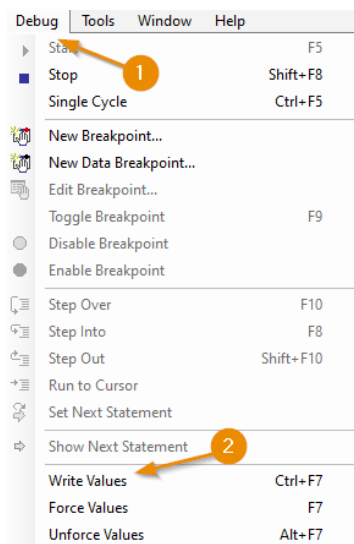 Debug Tools Window Help
F5
1
Stop Shift+F8
Single Cycle Ctrl+F5
New Breakpoint...
New Data Breakpoint...
Edit Breakpoint...
Toggle Breakpoint F9
Disable Breakpoint
Enable Breakpoint
Step Over F10
Step Into F8
Step Out Shift+F10
Run to Cursor
Set Next Statement
Show Next Statement 2
Write Values Ctrl+F7
Force Values F7
Unforce Values Alt+F7